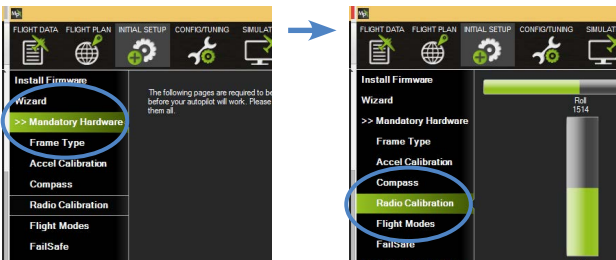 FLIGHT DATA FLIGHT PLAN INITIAL SETUP CONFIG/TUNING SIMULAT
Install Firmware
Wizard
>> Mandatory Hardware
Frame Type
Accel Calibration
Compass
Radio Calibration
Flight Modes
FailSafe
The following pages are required to be
before your autopilot will work. Please
them all.
FLIGHT DATA FLIGHT PLAN INITIAL SETUP CONFIG/TUNING SIMULAT
Install Firmware
Wizard
>> Mandatory Hardware
Frame Type
Accel Calibration
Compass
Radio Calibration
Flight Modes
FailSafe
Roll
1514